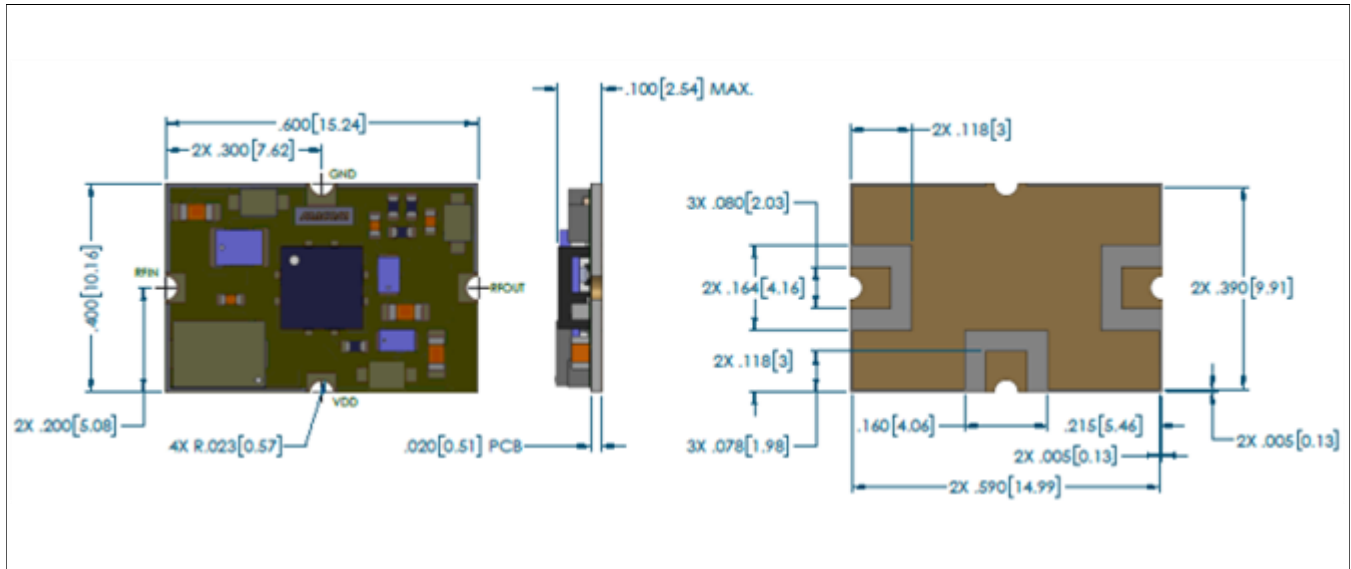 .600[15.24]
2X .300[7.62]
GND
.400[10.16]
RFIN
RFOUT
2X .200[5.08]
VDD
4X R.023[0.57]
.100[2.54] MAX.
.020[0.51] PCB
2X .118[3]
3X .080[2.03]
2X .164[4.16]
2X .390[9.91]
2X .118[3]
3X .078[1.98]
.160[4.06]
.215[5.46]
2X .005[0.13]
2X .005[0.13]
2X .590[14.99]